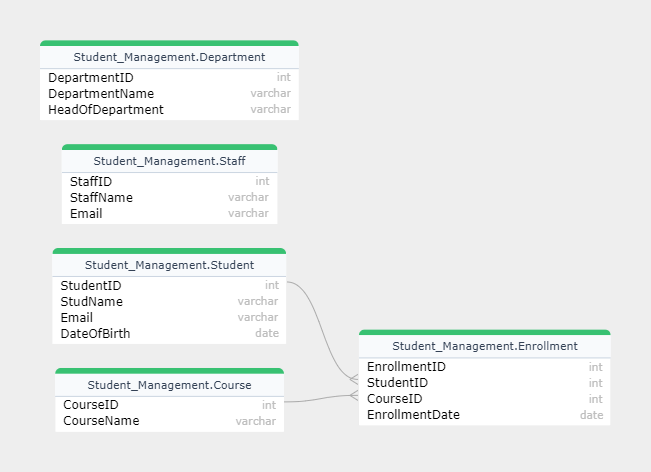 Student_Management.Department
DepartmentID int
DepartmentName varchar
HeadOfDepartment varchar
Student_Management.Staff
StaffID int
StaffName varchar
Email varchar
Student_Management.Student
StudentID int
StudName varchar
Email varchar
DateOfBirth date
Student_Management.Course
CourseID int
CourseName varchar
Student_Management.Enrollment
EnrollmentID int
StudentID int
CourseID int
EnrollmentDate date